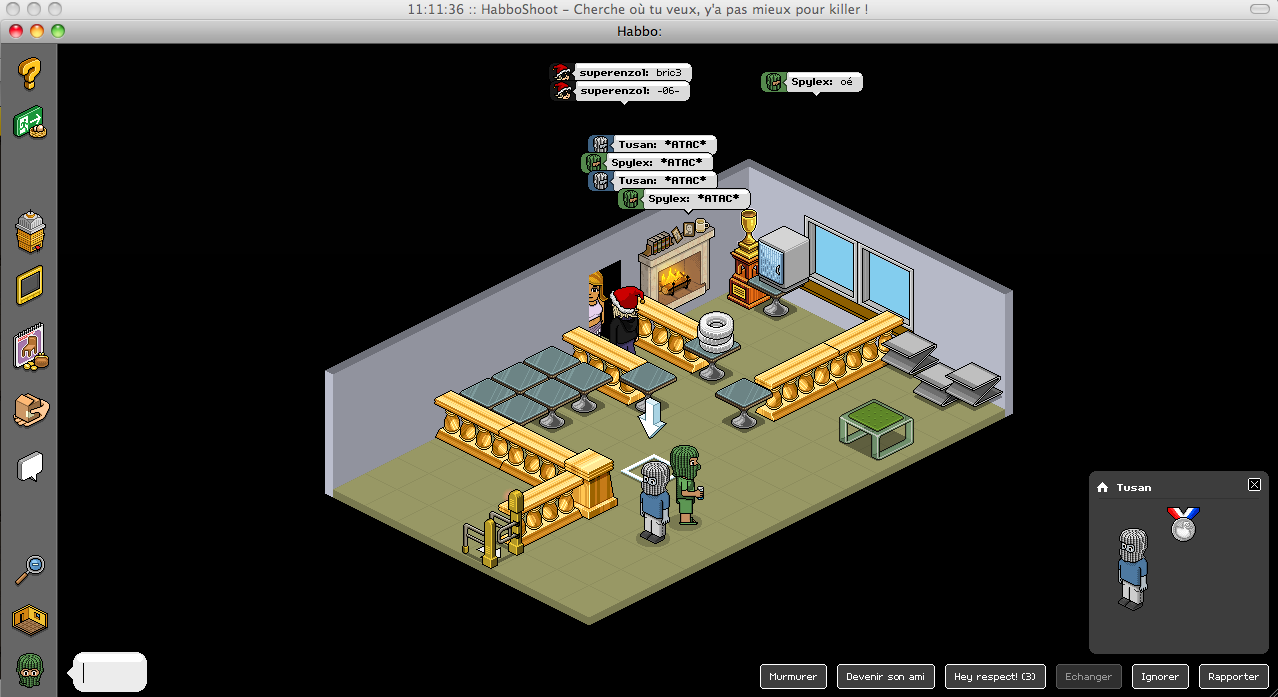 11:11:36 :: HabboShoot - Cherche où tu veux, y'a pas mieux pour killer !
Habbo:
superenzo1: bric3
superenzo1: -06-
Spylex: oé
Tusan: *ATAC*
Spylex: *ATAC*
Tusan: *ATAC*
Spylex: *ATAC*
Tusan
Murmurer
Devenir son ami
Hey respect! (3)
Echanger
Ignorer
Rapporter